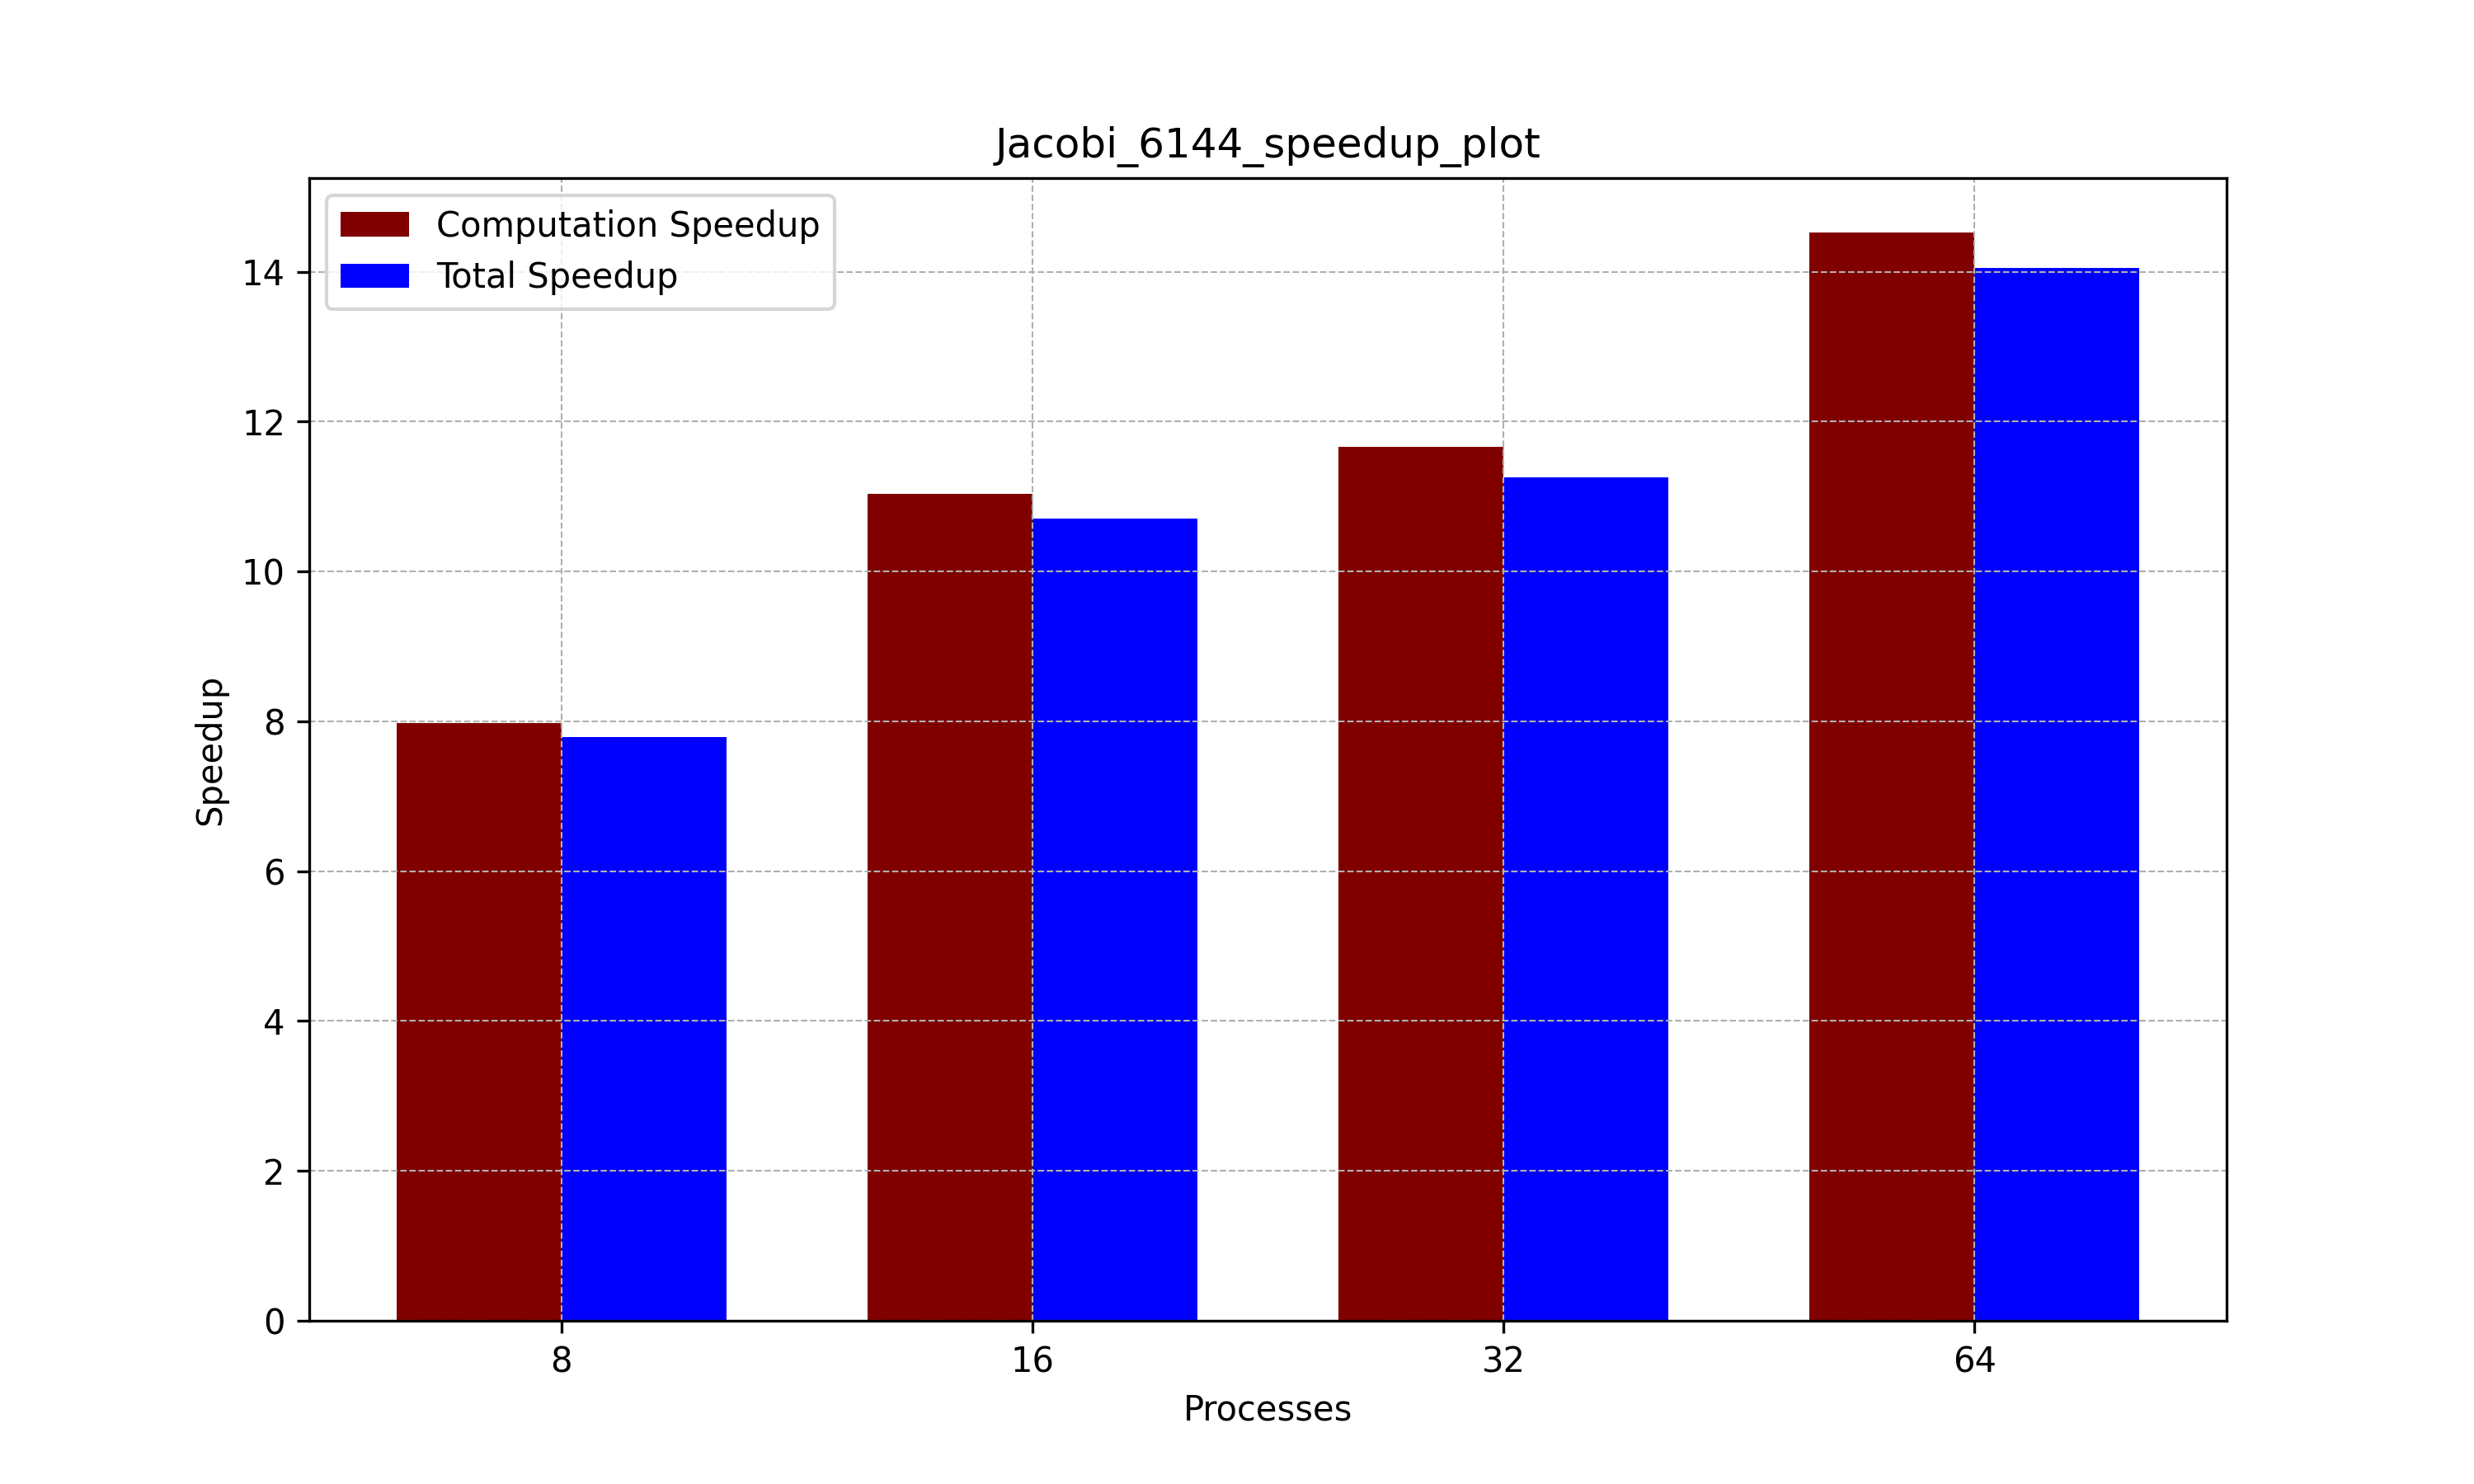 Jacobi_6144_speedup_plot
Computation Speedup
Total Speedup
14
12
10
8
6
4
2
0
Speedup
8 16 32 64
Processes